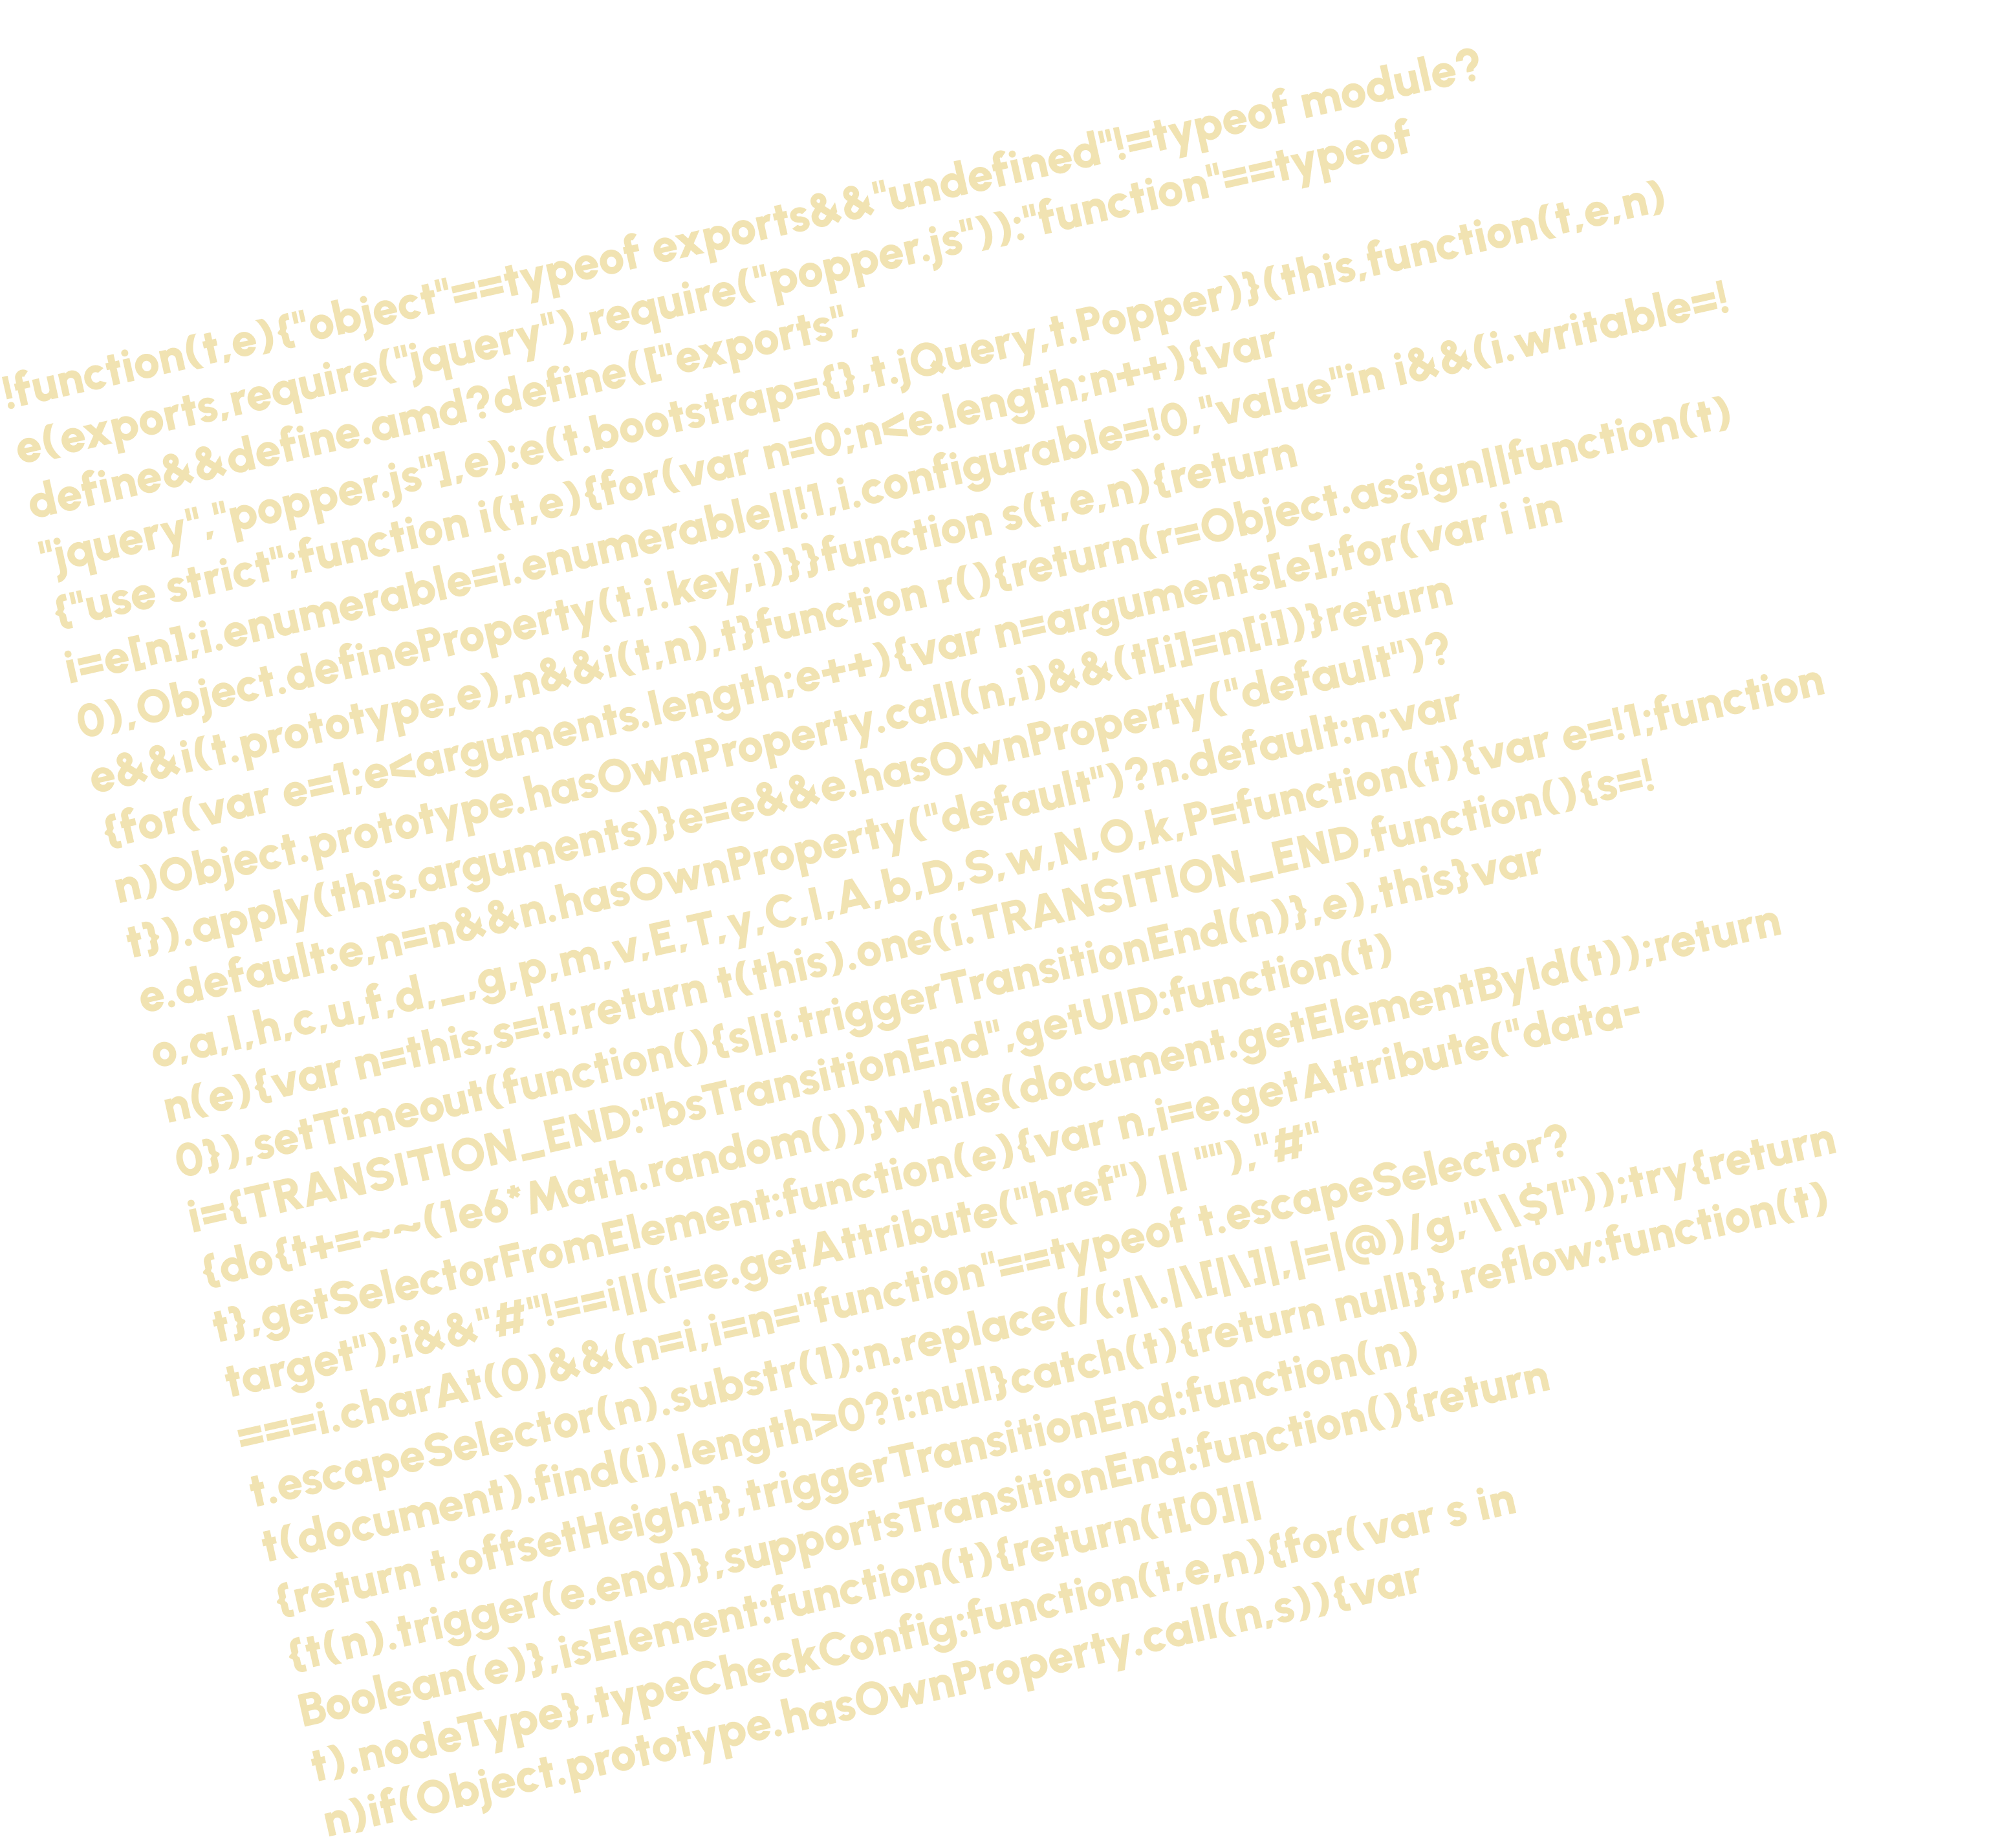 !function(t,e){"object"==typeof exports&&"undefined"!=typeof module?
e(exports,require("jquery"),require("popper.js")):"function"==typeof
define&&define.amd?define(["exports",
"jquery","popper.js"],e):e(t.bootstrap={},t.jQuery,t.Popper)}(this,function(t,e,n)
{"use strict";function i(t,e){for(var n=0;n<e.length;n++){var
i=e[n];i.enumerable=i.enumerable||!1,i.configurable=!0,"value"in i&&(i.writable=!
0),Object.defineProperty(t,i.key,i)}}function s(t,e,n){return
e&&i(t.prototype,e),n&&i(t,n),t}function r(){return(r=Object.assign||function(t)
{for(var e=1;e<arguments.length;e++){var n=arguments[e];for(var i in
n)Object.prototype.hasOwnProperty.call(n,i)&&(t[i]=n[i])}return
t}).apply(this,arguments)}e=e&&e.hasOwnProperty("default")?
e.default:e,n=n&&n.hasOwnProperty("default")?n.default:n;var
o,a,l,h,c,u,f,d,_,g,p,m,v,E,T,y,C,I,A,b,D,S,w,N,O,k,P=function(t){var e=!1;function
n(e){var n=this,s=!1;return t(this).one(i.TRANSITION_END,function(){s=!
0}),setTimeout(function(){s||i.triggerTransitionEnd(n)},e),this}var
i={TRANSITION_END:"bsTransitionEnd",getUID:function(t)
{do{t+=~~(1e6*Math.random())}while(document.getElementById(t));return
t},getSelectorFromElement:function(e){var n,i=e.getAttribute("data-
target");i&&"#"!==i||(i=e.getAttribute("href") || ""),"#"
===i.charAt(0)&&(n=i,i=n="function"==typeof t.escapeSelector?
t.escapeSelector(n).substr(1):n.replace(/(:|\.|\[|\]|,|=|@)/g,"\\$1"));try{return
t(document).find(i).length>0?i:null}catch(t){return null}},reflow:function(t)
{return t.offsetHeight},triggerTransitionEnd:function(n)
{t(n).trigger(e.end)},supportsTransitionEnd:function(){return
Boolean(e)},isElement:function(t){return(t[0]||
t).nodeType},typeCheckConfig:function(t,e,n){for(var s in
n)if(Object.prototype.hasOwnProperty.call(n,s)){var